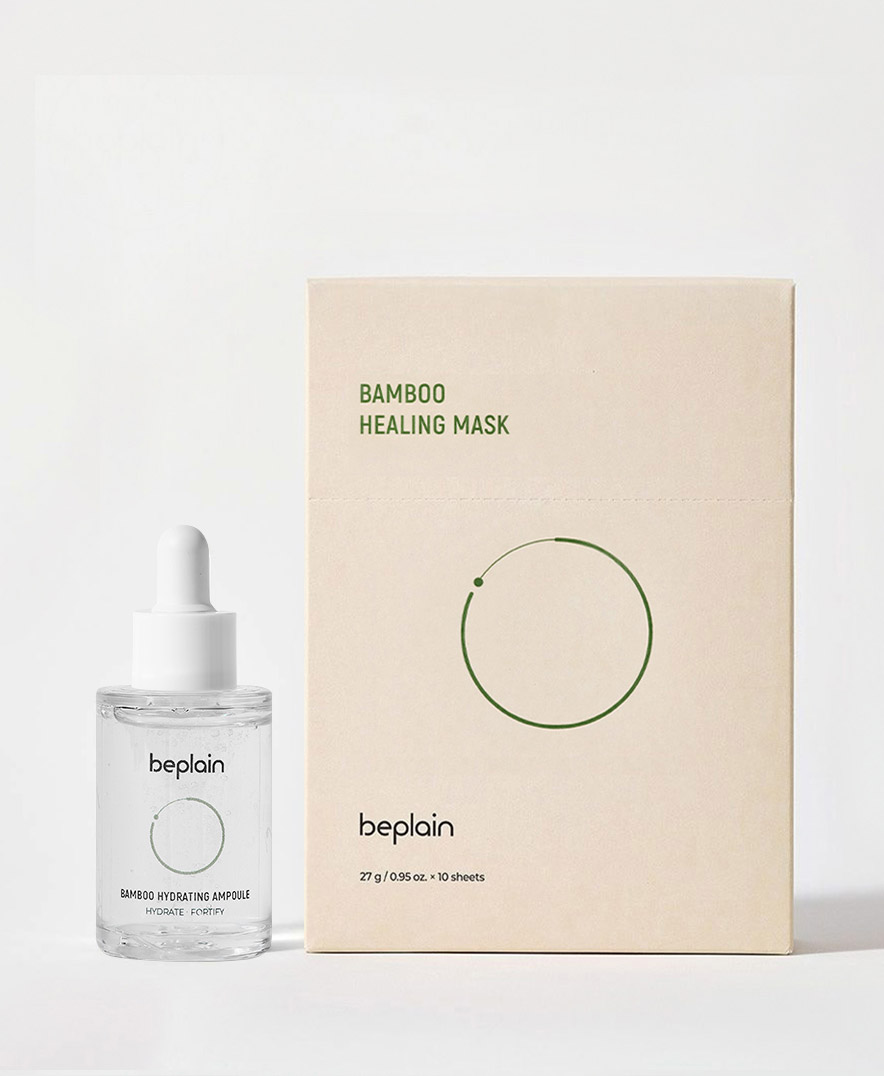 BAMBOO
HEALING MASK
beplain
27 g / 0.95 oz. × 10 sheets
beplain
BAMBOO HYDRATING AMPOULE
HYDRATE · FORTIFY